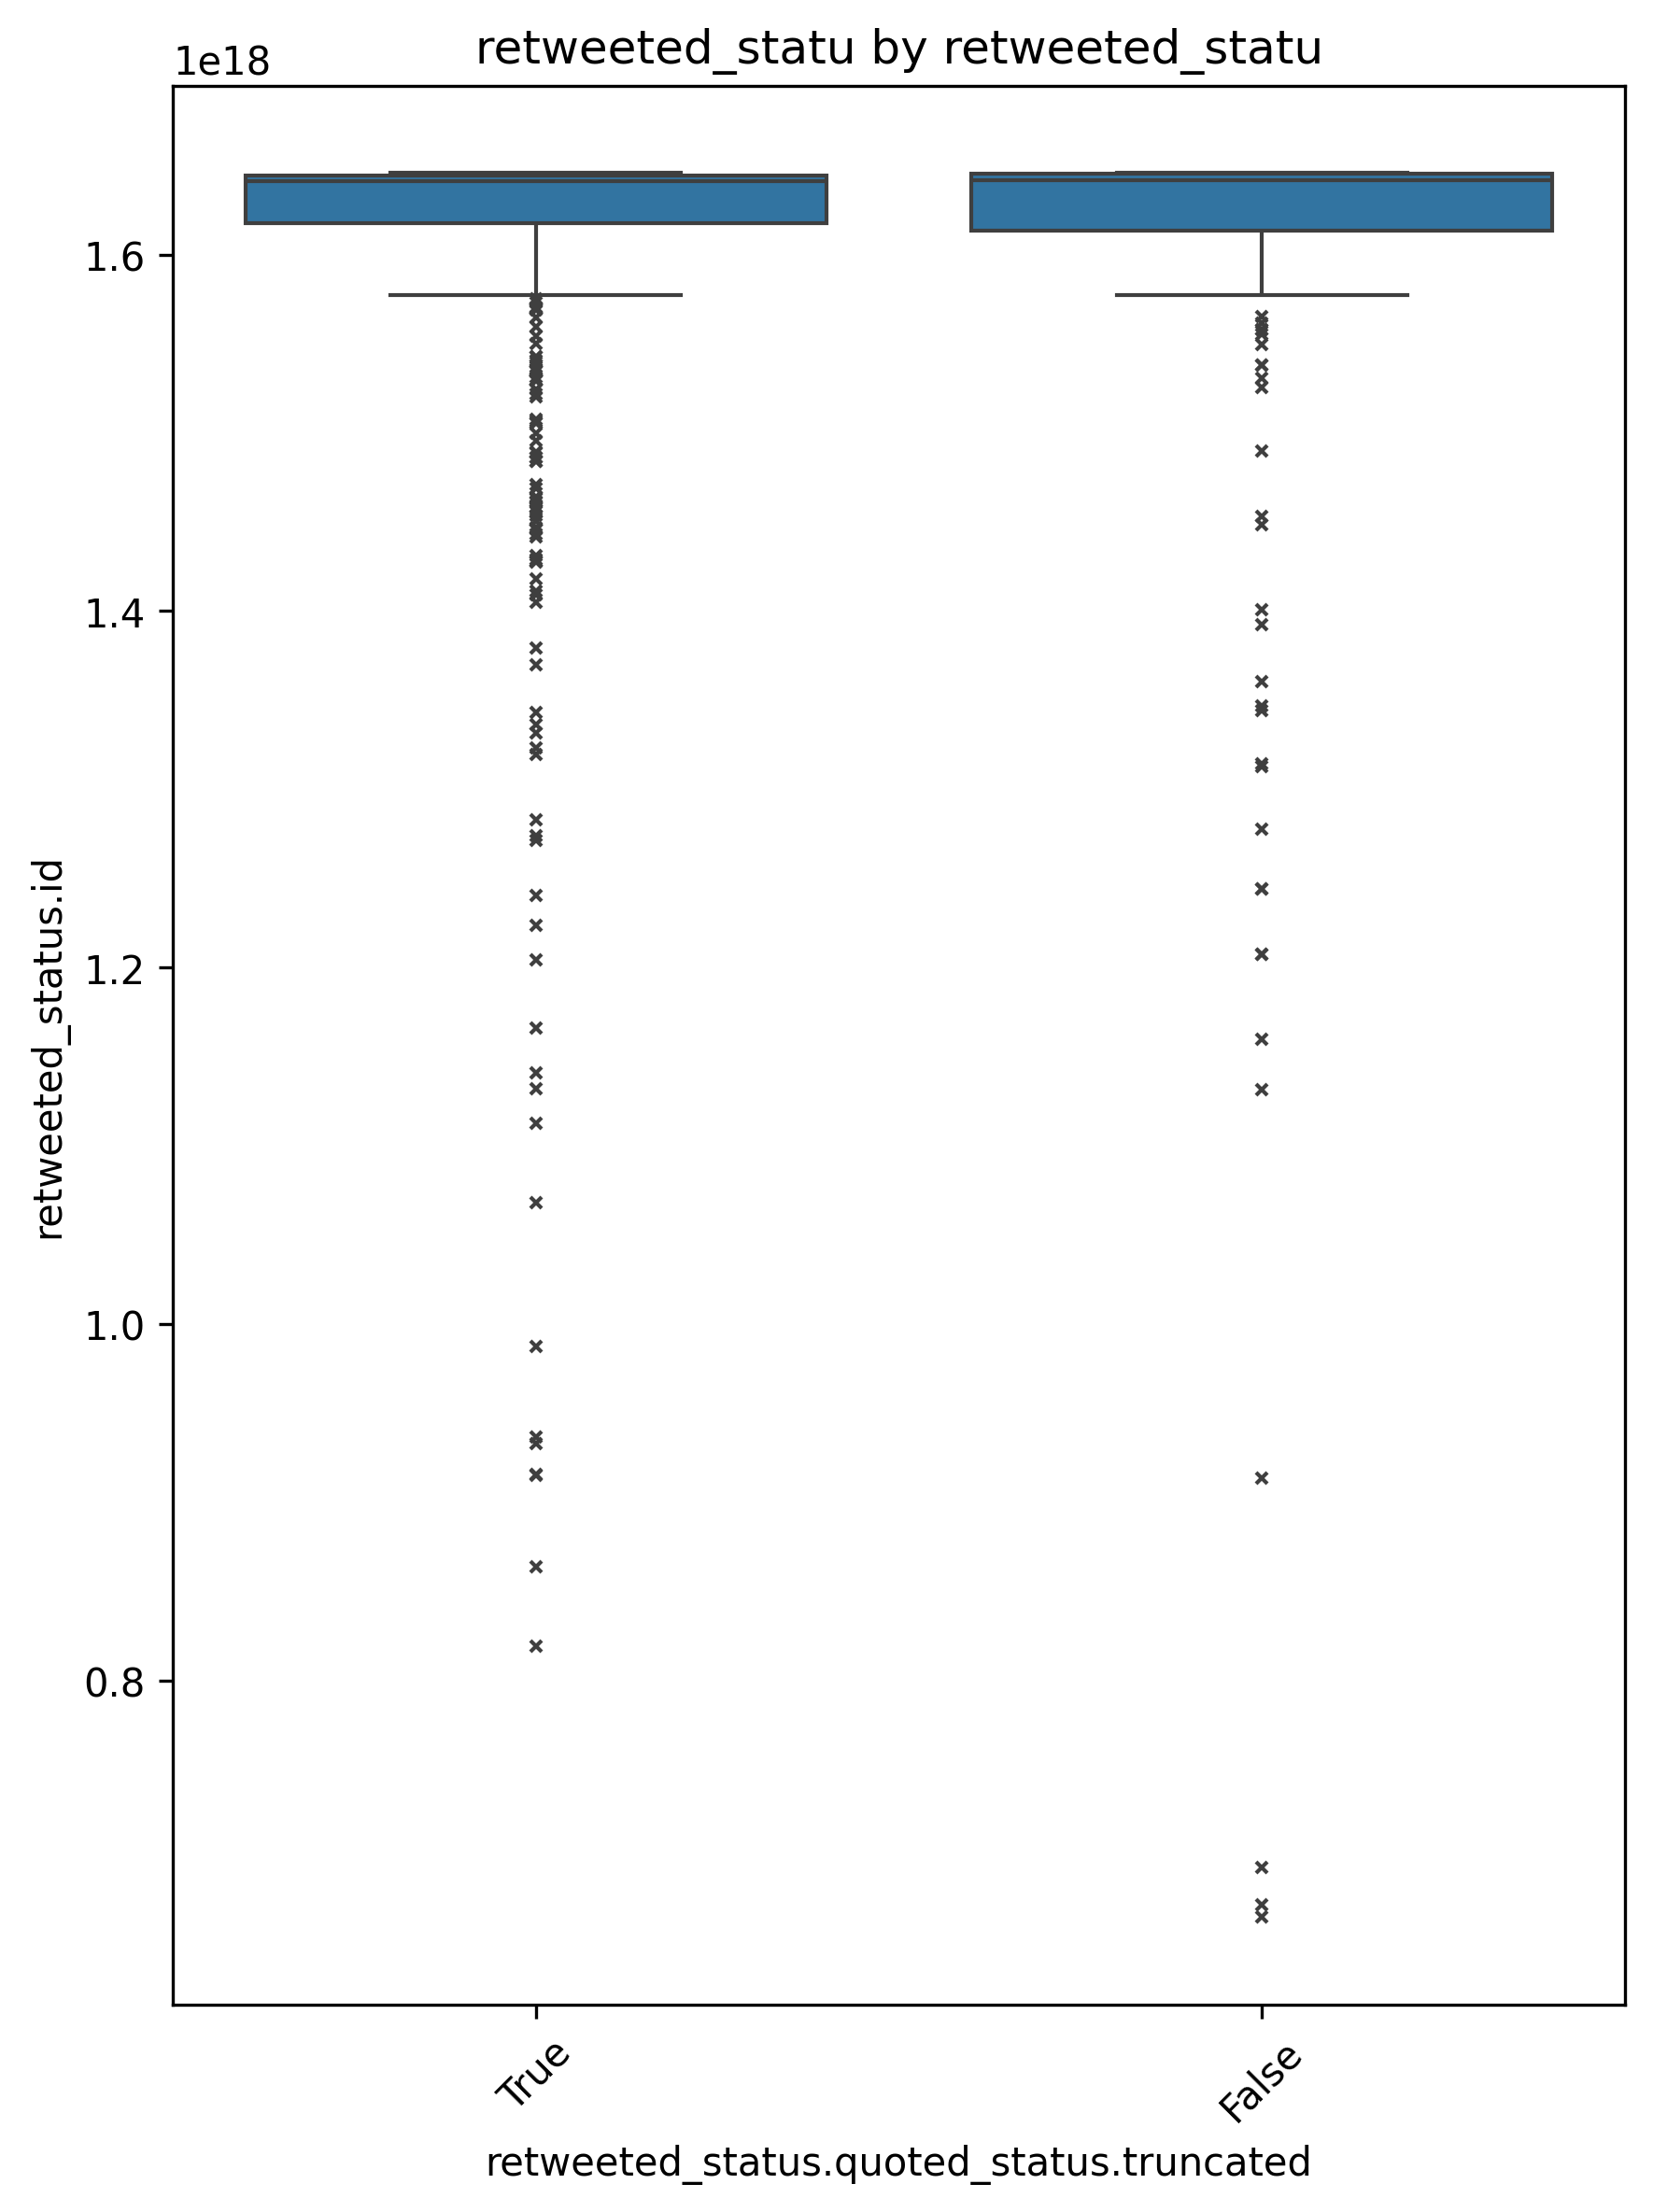 retweeted_statu by retweeted_statu
1e18
1.6
1.4
1.2
1.0
0.8
retweeted_status.id
True
False
retweeted_status.quoted_status.truncated